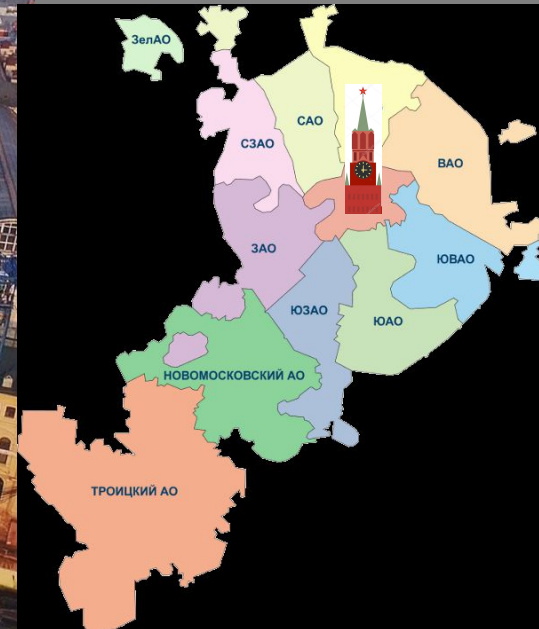 ЗелАО
САО
СЗАО
ВАО
ЗАО
ЮВАО
ЮЗАО
ЮАО
НОВОМОСКОВСКИЙ АО
ТРОИЦКИЙ АО